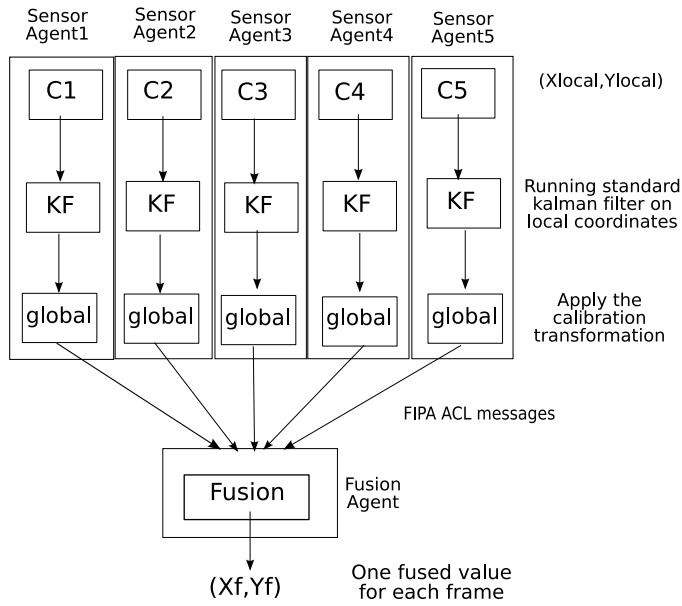 Sensor Agent1
Sensor Agent2
Sensor Agent3
Sensor Agent4
Sensor Agent5
C1
C2
C3
C4
C5
(Xlocal,Ylocal)
KF
KF
KF
KF
KF
Running standard
kalman filter on
local coordinates
global
global
global
global
global
Apply the
calibration
transformation
FIPA ACL messages
Fusion
Fusion
Agent
(Xf,Yf)
One fused value
for each frame